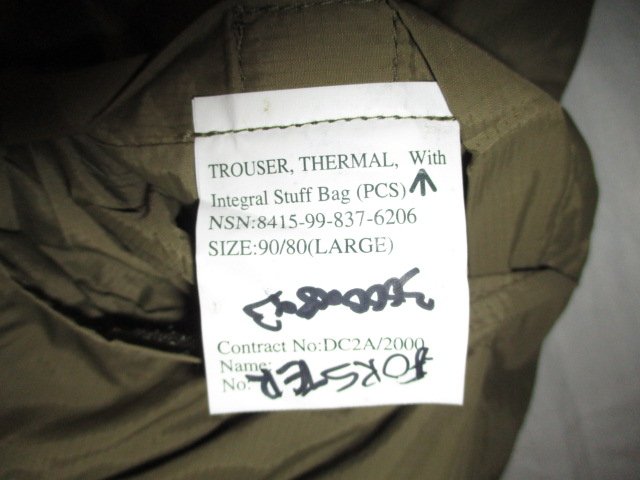 TROUSER, THERMAL, With
Integral Stuff Bag (PCS)
NSN:8415-99-837-6206
SIZE:90/80(LARGE)
Contract No:DC2A/2000
Name:
No:
FORSTER